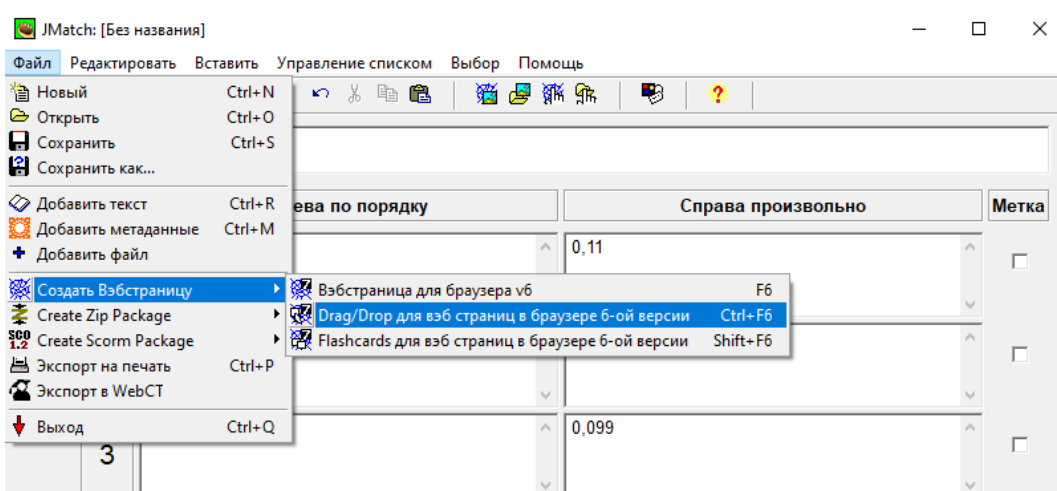 JMatch: [Без названия]
Файл Редактировать Вставить Управление списком Выбор Помощь
Новый Ctrl+N
Открыть Ctrl+O
Сохранить Ctrl+S
Сохранить как...
Добавить текст Ctrl+R
Добавить метаданные Ctrl+M
Добавить файл
Создать Вэбстраницу
Create Zip Package
SCO 1.2 Create Scorm Package
Экспорт на печать Ctrl+P
Экспорт в WebCT
Выход Ctrl+Q
Вэбстраница для браузера v6 F6
Drag/Drop для вэб страниц в браузере 6-ой версии Ctrl+F6
Flashcards для вэб страниц в браузере 6-ой версии Shift+F6
ева по порядку Справа произвольно Метка
0,11
3 0,099